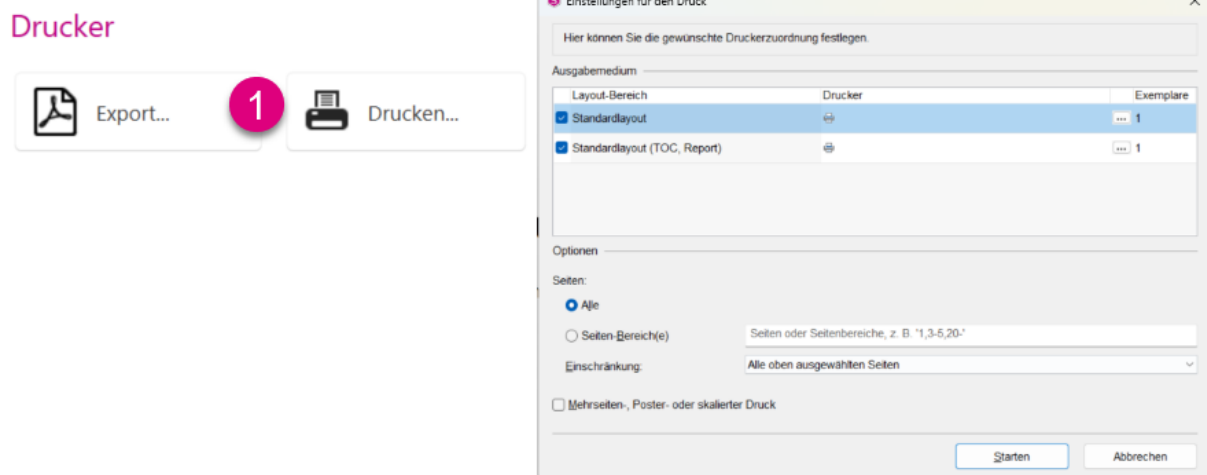 Drucker
Export...
1
Drucken...
Einstellungen für den Druck
Hier können Sie die gewünschte Druckerzuordnung festlegen.
Ausgabemedium
Layout-Bereich Drucker Exemplare
Standardlayout ... 1
Standardlayout (TOC, Report) ... 1
Optionen
Seiten:
Alle
Seiten-Bereich(e) Seiten oder Seitenbereiche, z. B. '1,3-5,20-'
Einschränkung: Alle oben ausgewählten Seiten
Mehrseiten-, Poster- oder skalierter Druck
Starten Abbrechen